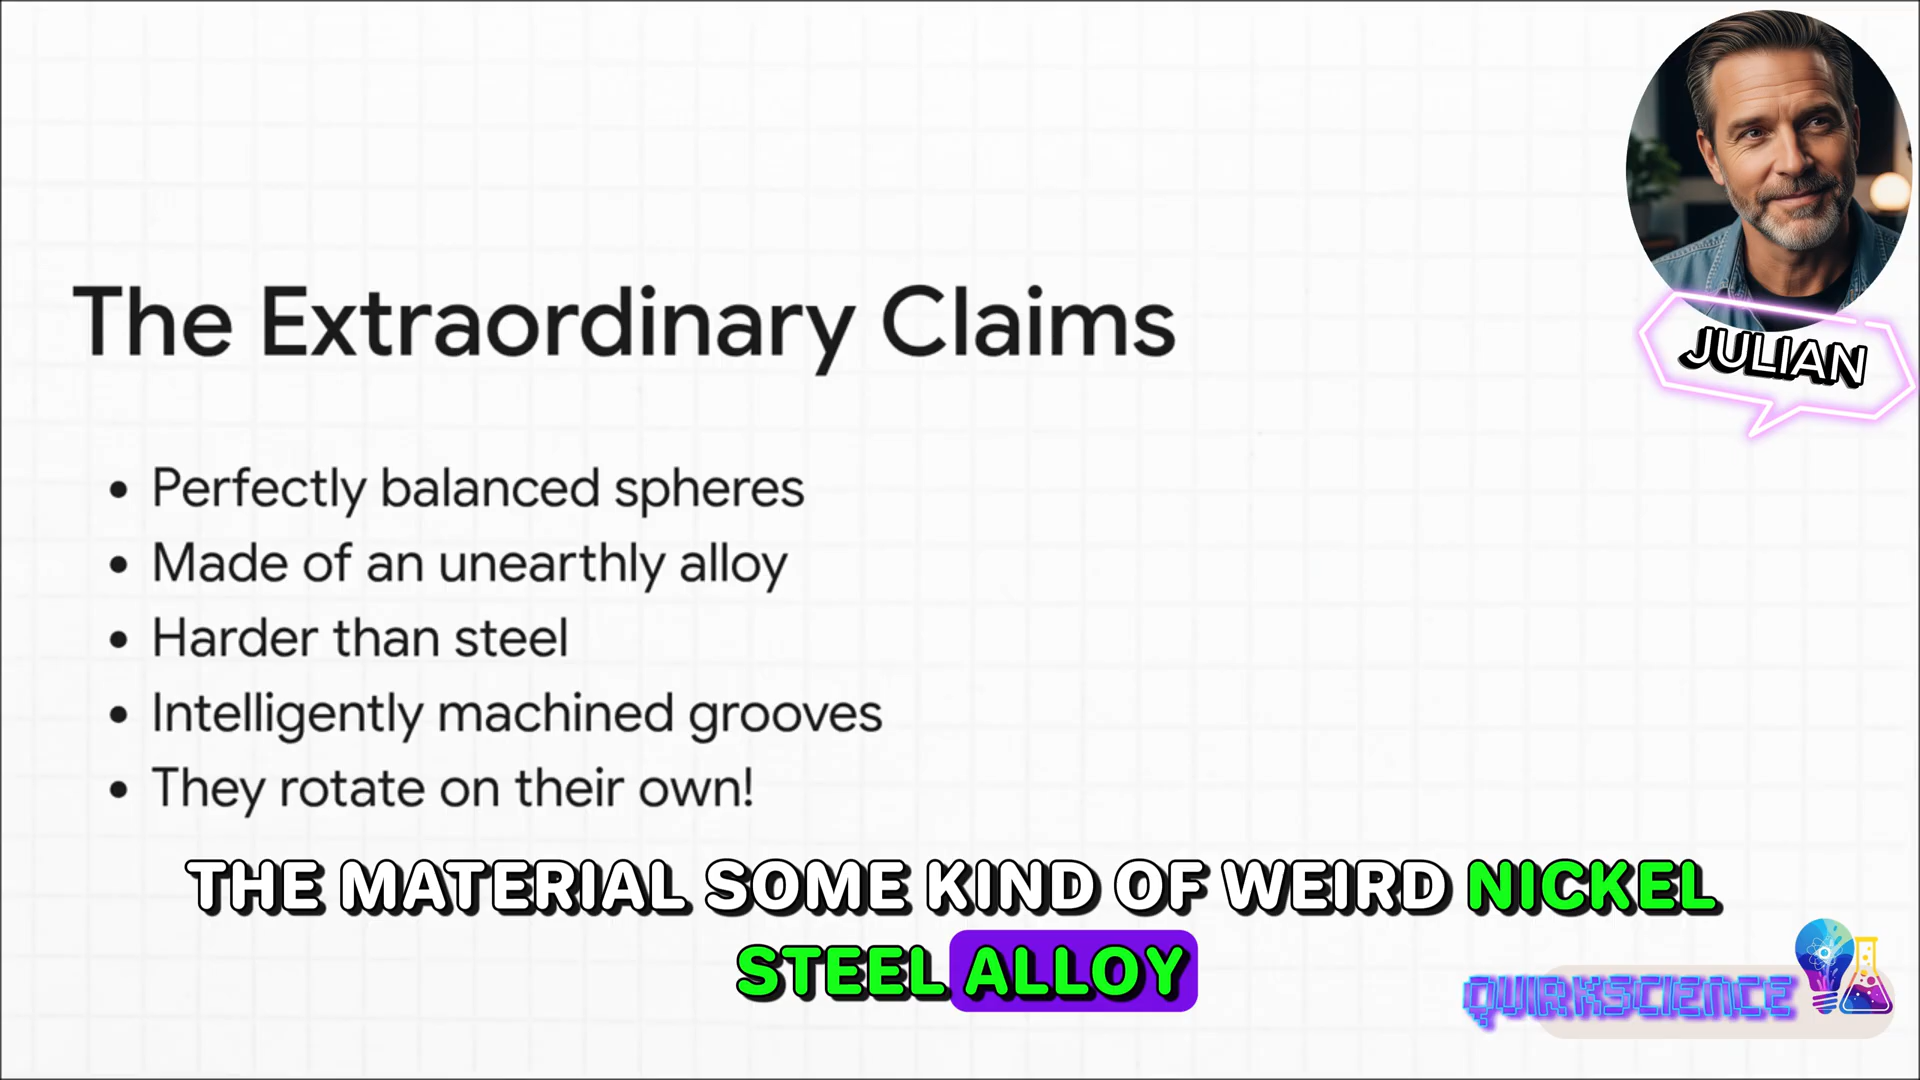 The Extraordinary Claims
JULIAN
• Perfectly balanced spheres
• Made of an unearthly alloy
• Harder than steel
• Intelligently machined grooves
• They rotate on their own!
THE MATERIAL SOME KIND OF WEIRD NICKEL
STEEL ALLOY
QUIRKSCIENCE